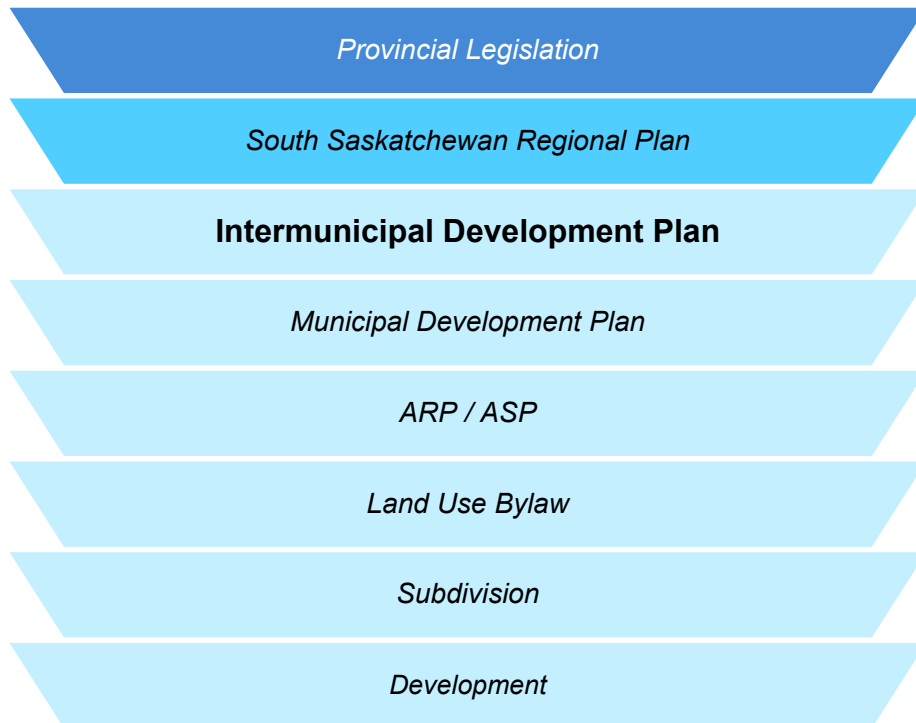 Provincial Legislation
South Saskatchewan Regional Plan
Intermunicipal Development Plan
Municipal Development Plan
ARP / ASP
Land Use Bylaw
Subdivision
Development